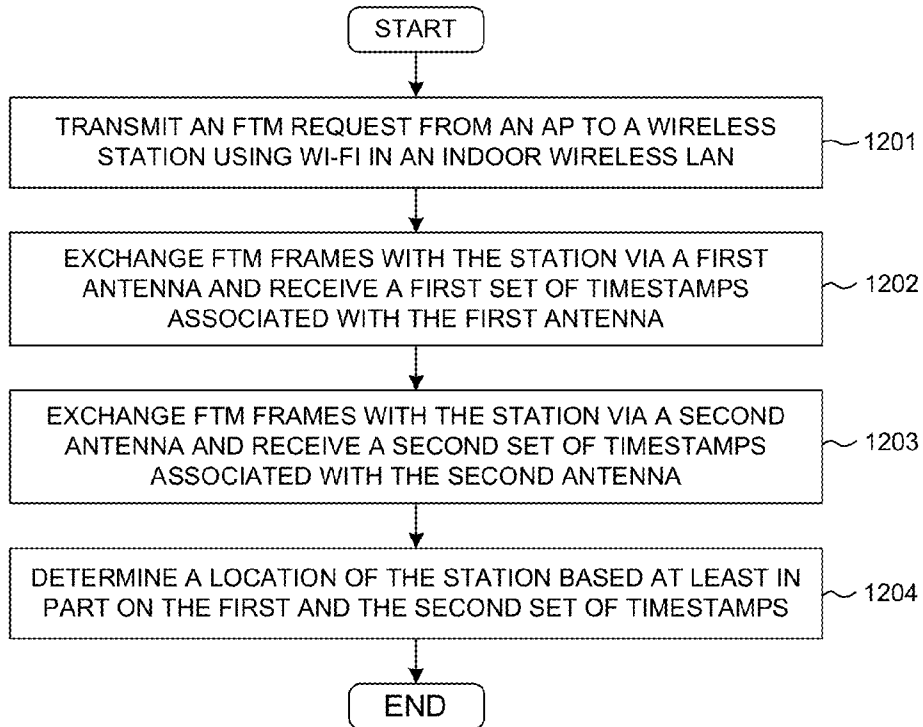 START
TRANSMIT AN FTM REQUEST FROM AN AP TO A WIRELESS
STATION USING WI-FI IN AN INDOOR WIRELESS LAN
1201
EXCHANGE FTM FRAMES WITH THE STATION VIA A FIRST
ANTENNA AND RECEIVE A FIRST SET OF TIMESTAMPS
ASSOCIATED WITH THE FIRST ANTENNA
1202
EXCHANGE FTM FRAMES WITH THE STATION VIA A SECOND
ANTENNA AND RECEIVE A SECOND SET OF TIMESTAMPS
ASSOCIATED WITH THE SECOND ANTENNA
1203
DETERMINE A LOCATION OF THE STATION BASED AT LEAST IN
PART ON THE FIRST AND THE SECOND SET OF TIMESTAMPS
1204
END